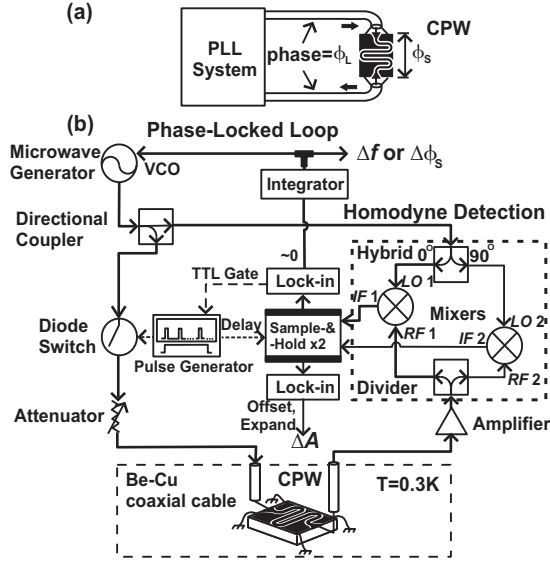 (a)
PLL
System
phase=ϕL
CPW
ϕS
(b)
Phase-Locked Loop
Microwave
Generator
VCO
Δf or Δϕs
Integrator
Directional
Coupler
Homodyne Detection
~0
Hybrid 0° 90°
TTL Gate
Lock-in
LO 1
IF 1
Mixers
LO 2
Diode
Switch
Delay
Sample-&
-Hold x2
RF 1
IF 2
Pulse Generator
Divider
RF 2
Lock-in
Attenuator
Offset,
Expand
Amplifier
ΔA
Be-Cu
coaxial cable
CPW
T=0.3K